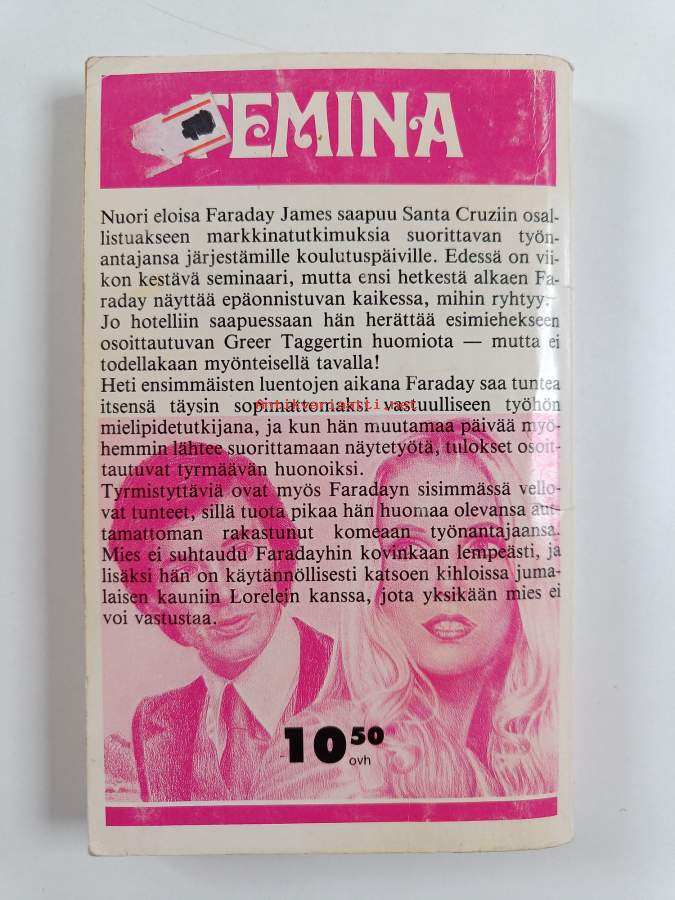 FEMINA
Nuori eloisa Faraday James saapuu Santa Cruziin osal-
listuakseen markkinatutkimuksia suorittavan työn-
antajansa järjestämille koulutuspäiville. Edessä on vii-
kon kestävä seminaari, mutta ensi hetkestä alkaen Fa-
raday näyttää epäonnistuvan kaikessa, mihin ryhtyy.
Jo hotelliin saapuessaan hän herättää esimiehekseen
osoittautuvan Greer Taggertin huomiota — mutta ei
todellakaan myönteisellä tavalla!
Heti ensimmäisten luentojen aikana Faraday saa tuntea
itsensä täysin sopimattomaksi vastuulliseen työhön
Antikvariaatti.net
mielipidetutkijana, ja kun hän muutamaa päivää myö-
hemmin lähtee suorittamaan näytetyötä, tulokset osoit-
tautuvat tyrmäävän huonoiksi.
Tyrmistyttäviä ovat myös Faradayn sisimmässä vello-
vat tunteet, sillä tuota pikaa hän huomaa olevansa aut-
tamattoman rakastunut komeaan työnantajaansa.
Mies ei suhtaudu Faradayhin kovinkaan lempeästi, ja
lisäksi hän on käytännöllisesti katsoen kihloissa juma-
laisen kauniin Lorelein kanssa, jota yksikään mies ei
voi vastustaa.
10 50
ovh